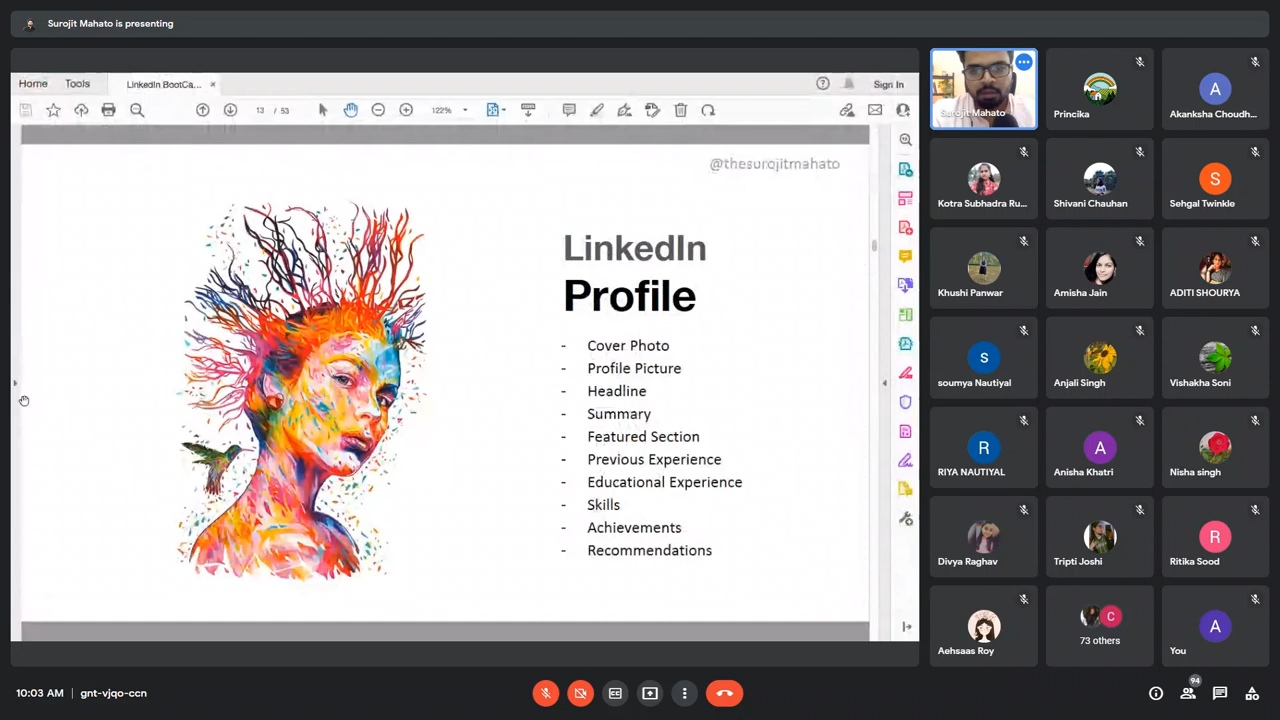 Surojit Mahato is presenting
Home
Tools
LinkedIn BootCa...
×
?
Sign In
13 / 53
122%
@thesurojitmahato
LinkedIn
Profile
- Cover Photo
- Profile Picture
- Headline
- Summary
- Featured Section
- Previous Experience
- Educational Experience
- Skills
- Achievements
- Recommendations
Surojit Mahato
Princika
A
Akanksha Choudh...
Kotra Subhadra Ru...
Shivani Chauhan
S
Sehgal Twinkle
Khushi Panwar
Amisha Jain
ADITI SHOURYA
S
soumya Nautiyal
Anjali Singh
Vishakha Soni
R
RIYA NAUTIYAL
A
Anisha Khatri
Nisha singh
Divya Raghav
Tripti Joshi
R
Ritika Sood
Aehsaas Roy
C
73 others
A
You
10:03 AM | gnt-vjqo-ccn
94